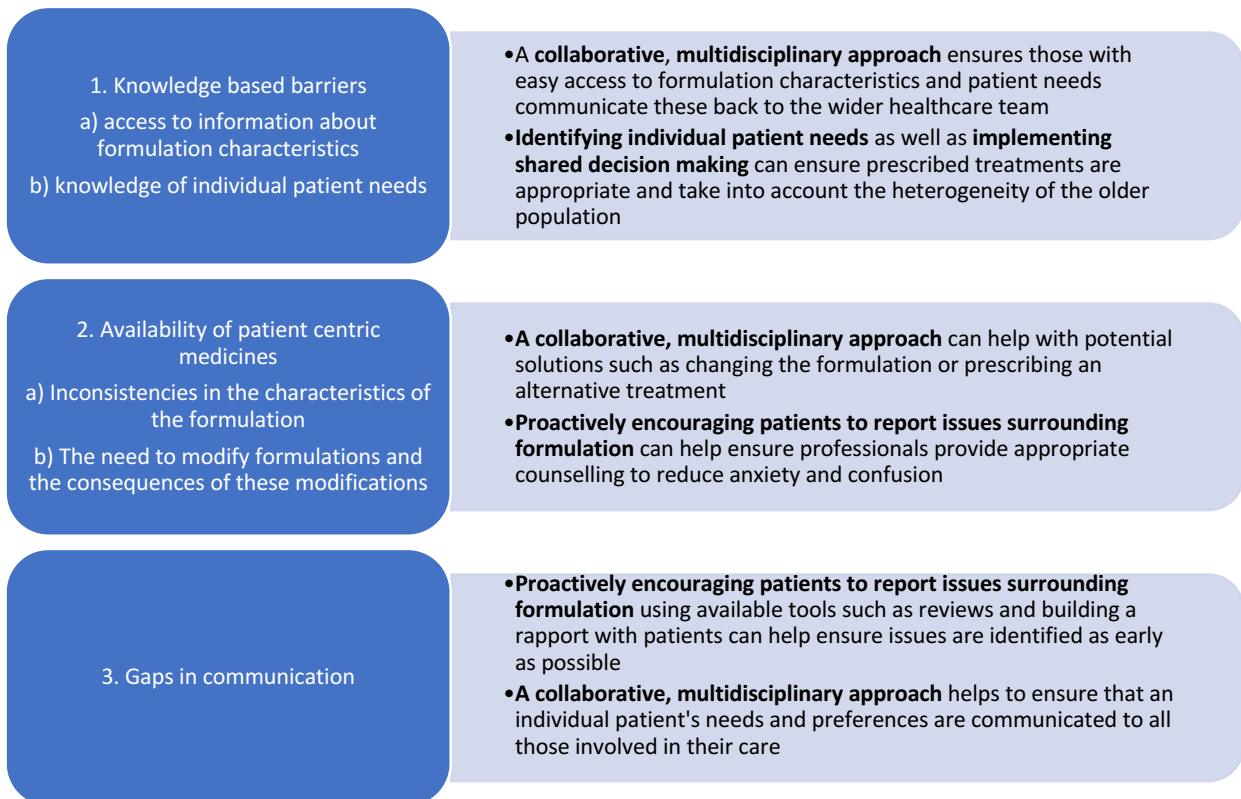 1. Knowledge based barriers
a) access to information about
formulation characteristics
b) knowledge of individual patient needs
•A collaborative, multidisciplinary approach ensures those with
easy access to formulation characteristics and patient needs
communicate these back to the wider healthcare team
•Identifying individual patient needs as well as implementing
shared decision making can ensure prescribed treatments are
appropriate and take into account the heterogeneity of the older
population
2. Availability of patient centric
medicines
a) Inconsistencies in the characteristics of
the formulation
b) The need to modify formulations and
the consequences of these modifications
•A collaborative, multidisciplinary approach can help with potential
solutions such as changing the formulation or prescribing an
alternative treatment
•Proactively encouraging patients to report issues surrounding
formulation can help ensure professionals provide appropriate
counselling to reduce anxiety and confusion
3. Gaps in communication
•Proactively encouraging patients to report issues surrounding
formulation using available tools such as reviews and building a
rapport with patients can help ensure issues are identified as early
as possible
•A collaborative, multidisciplinary approach helps to ensure that an
individual patient's needs and preferences are communicated to all
those involved in their care